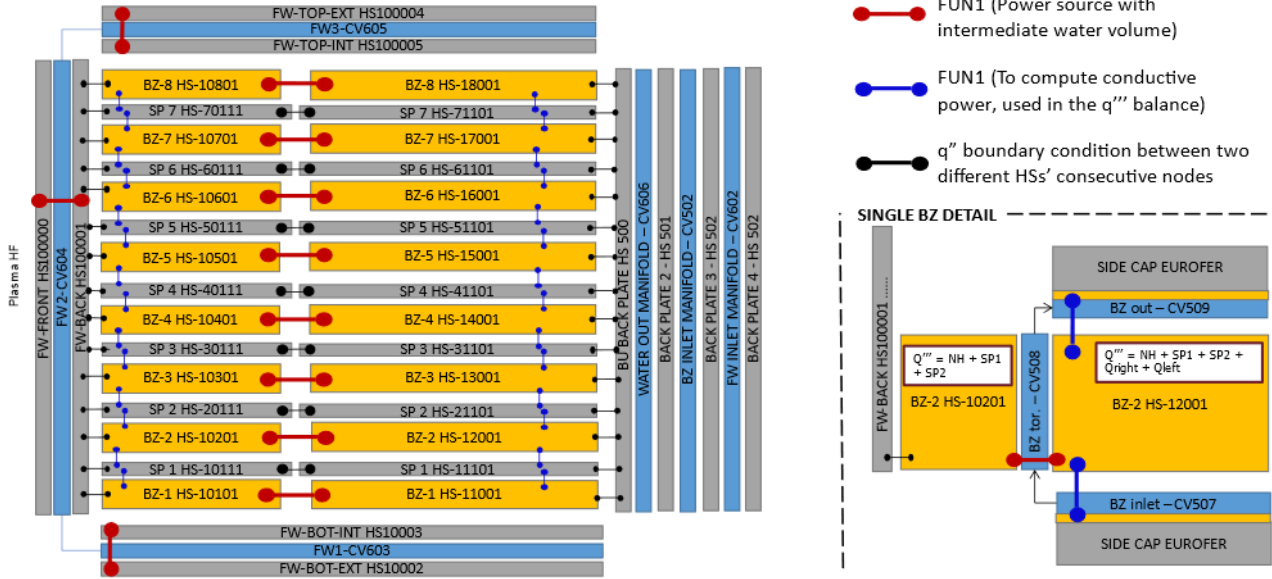 FW-TOP-EXT HS100004
FW3-CV605
FW-TOP-INT HS100005
Plasma HF
FW-FRONT HS100000
FW 2-CV604
FW-BACK HS100001
BZ-8 HS-10801
BZ-8 HS-18001
SP 7 HS-70111
SP 7 HS-71101
BZ-7 HS-10701
BZ-7 HS-17001
SP 6 HS-60111
SP 6 HS-61101
BZ-6 HS-10601
BZ-6 HS-16001
SP 5 HS-50111
SP 5 HS-51101
BZ-5 HS-10501
BZ-5 HS-15001
SP 4 HS-40111
SP 4 HS-41101
BZ-4 HS-10401
BZ-4 HS-14001
SP 3 HS-30111
SP 3 HS-31101
BZ-3 HS-10301
BZ-3 HS-13001
SP 2 HS-20111
SP 2 HS-21101
BZ-2 HS-10201
BZ-2 HS-12001
SP 1 HS-10111
SP 1 HS-11101
BZ-1 HS-10101
BZ-1 HS-11001
BU BACK PLATE HS 500
WATER OUT MANIFOLD – CV606
BACK PLATE 2 - HS 501
BZ INLET MANIFOLD – CV502
BACK PLATE 3 - HS 502
FW INLET MANIFOLD – CV602
BACK PLATE 4 - HS 502
FW-BOT-INT HS10003
FW1-CV603
FW-BOT-EXT HS10002
FUN1 (Power source with
intermediate water volume)
FUN1 (To compute conductive
power, used in the q''' balance)
q'' boundary condition between two
different HSs' consecutive nodes
SINGLE BZ DETAIL
FW-BACK HS100001 ......
SIDE CAP EUROFER
BZ out – CV509
Q''' = NH + SP1
+ SP2
BZ-2 HS-10201
BZ tor. – CV508
Q''' = NH + SP1 + SP2 +
Qright + Qleft
BZ-2 HS-12001
BZ inlet – CV507
SIDE CAP EUROFER